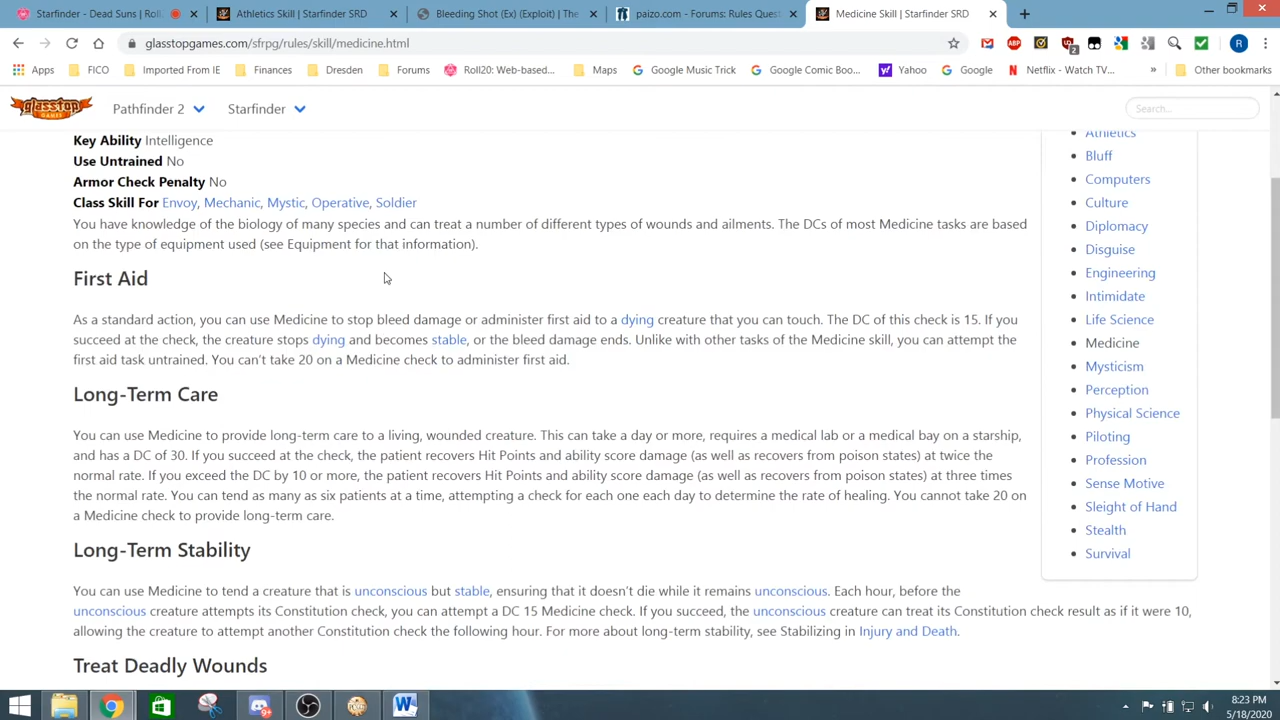 Starfinder - Dead Suns | Roll2
Athletics Skill | Starfinder SRD
Bleeding Shot (Ex) (Exploit) | The
paizo.com - Forums: Rules Quest
Medicine Skill | Starfinder SRD
glasstopgames.com/sfrpg/rules/skill/medicine.html
Apps
FICO
Imported From IE
Finances
Dresden
Forums
Roll20: Web-based...
Maps
Google Music Trick
Google Comic Boo...
Yahoo
Google
Netflix - Watch TV...
Other bookmarks
glasstop
GAMES
Pathfinder 2
Starfinder
Search...
Key Ability Intelligence
Use Untrained No
Armor Check Penalty No
Class Skill For Envoy, Mechanic, Mystic, Operative, Soldier
You have knowledge of the biology of many species and can treat a number of different types of wounds and ailments. The DCs of most Medicine tasks are based
on the type of equipment used (see Equipment for that information).
First Aid
As a standard action, you can use Medicine to stop bleed damage or administer first aid to a dying creature that you can touch. The DC of this check is 15. If you
succeed at the check, the creature stops dying and becomes stable, or the bleed damage ends. Unlike with other tasks of the Medicine skill, you can attempt the
first aid task untrained. You can't take 20 on a Medicine check to administer first aid.
Long-Term Care
You can use Medicine to provide long-term care to a living, wounded creature. This can take a day or more, requires a medical lab or a medical bay on a starship,
and has a DC of 30. If you succeed at the check, the patient recovers Hit Points and ability score damage (as well as recovers from poison states) at twice the
normal rate. If you exceed the DC by 10 or more, the patient recovers Hit Points and ability score damage (as well as recovers from poison states) at three times
the normal rate. You can tend as many as six patients at a time, attempting a check for each one each day to determine the rate of healing. You cannot take 20 on
a Medicine check to provide long-term care.
Long-Term Stability
You can use Medicine to tend a creature that is unconscious but stable, ensuring that it doesn't die while it remains unconscious. Each hour, before the
unconscious creature attempts its Constitution check, you can attempt a DC 15 Medicine check. If you succeed, the unconscious creature can treat its Constitution check result as if it were 10,
allowing the creature to attempt another Constitution check the following hour. For more about long-term stability, see Stabilizing in Injury and Death.
Treat Deadly Wounds
Athletics
Bluff
Computers
Culture
Diplomacy
Disguise
Engineering
Intimidate
Life Science
Medicine
Mysticism
Perception
Physical Science
Piloting
Profession
Sense Motive
Sleight of Hand
Stealth
Survival
8:23 PM
5/18/2020